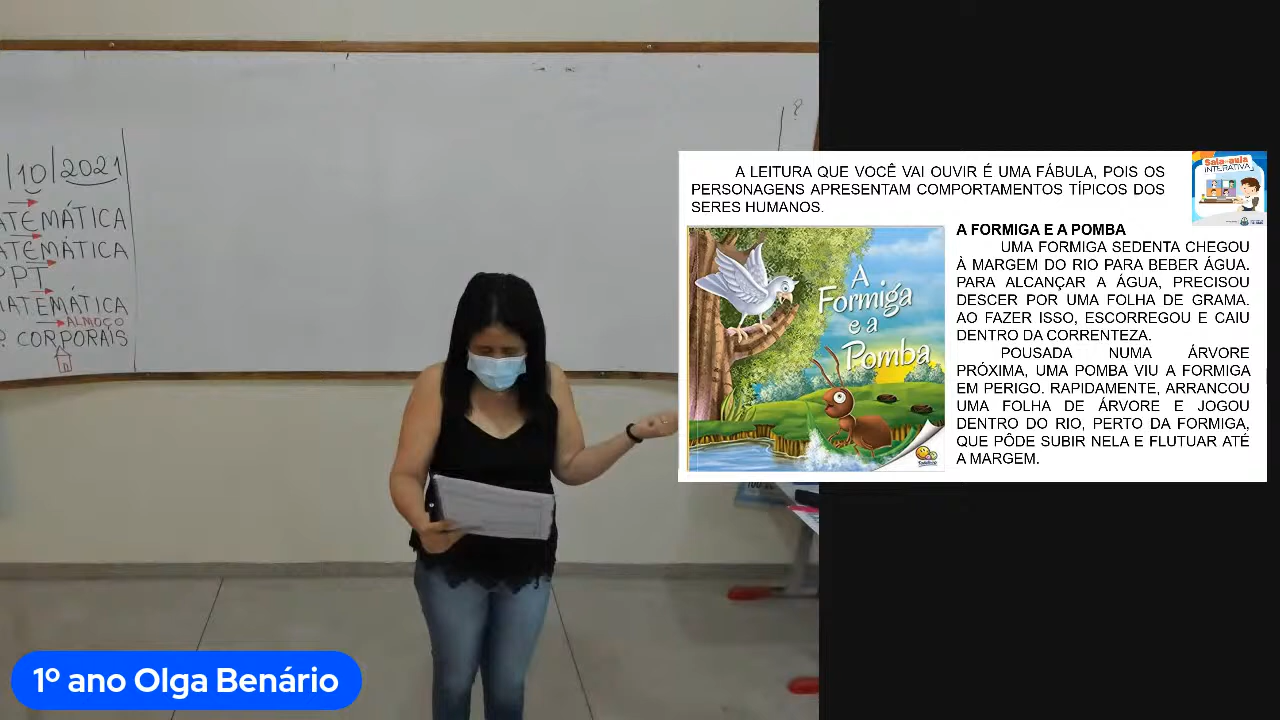 /10/2021
ATEMÁTICA
ATEMÁTICA
PPT
MATEMÁTICA
ALMOÇO
CORPORAIS
?
A LEITURA QUE VOCÊ VAI OUVIR É UMA FÁBULA, POIS OS
PERSONAGENS APRESENTAM COMPORTAMENTOS TÍPICOS DOS
SERES HUMANOS.
Sala de aula
INTERATIVA
A
Formiga
e a
Pomba
A FORMIGA E A POMBA
UMA FORMIGA SEDENTA CHEGOU
À MARGEM DO RIO PARA BEBER ÁGUA.
PARA ALCANÇAR A ÁGUA, PRECISOU
DESCER POR UMA FOLHA DE GRAMA.
AO FAZER ISSO, ESCORREGOU E CAIU
DENTRO DA CORRENTEZA.
POUSADA NUMA ÁRVORE
PRÓXIMA, UMA POMBA VIU A FORMIGA
EM PERIGO. RAPIDAMENTE, ARRANCOU
UMA FOLHA DE ÁRVORE E JOGOU
DENTRO DO RIO, PERTO DA FORMIGA,
QUE PÔDE SUBIR NELA E FLUTUAR ATÉ
A MARGEM.
1º ano Olga Benário